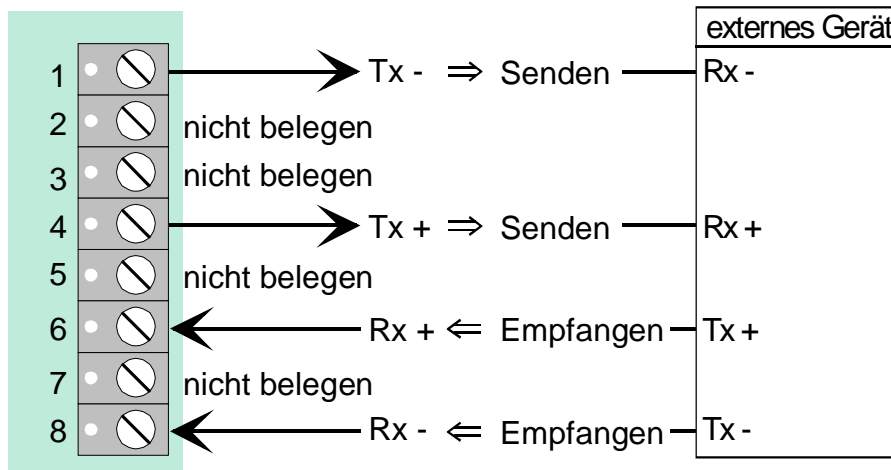 externes Gerät
1 Tx - ⇒ Senden Rx -
2 nicht belegen
3 nicht belegen
4 Tx + ⇒ Senden Rx +
5 nicht belegen
6 Rx + ⇐ Empfangen Tx +
7 nicht belegen
8 Rx - ⇐ Empfangen Tx -